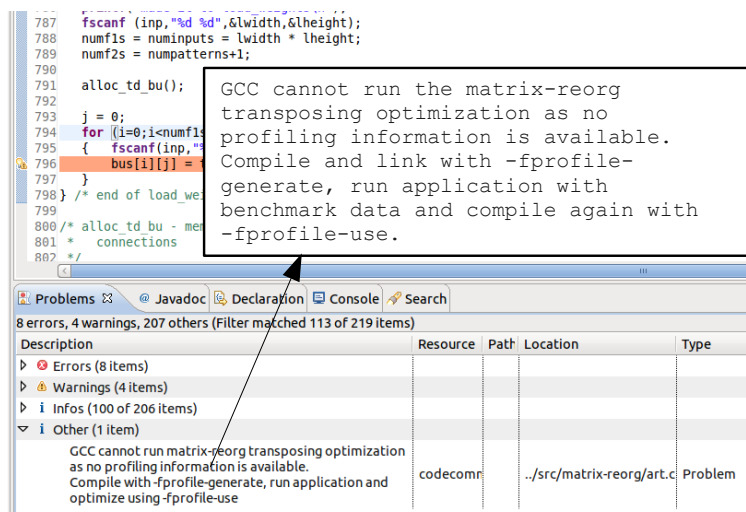 787 fscanf (inp,"%d %d",&lwidth,&lheight);
788 numf1s = numinputs = lwidth * lheight;
789 numf2s = numpatterns+1;
790
791 alloc_td_bu();
792
793 j = 0;
794 for (i=0;i<numf1s
795 { fscanf(inp,"%
796 bus[i][j] =
797 }
798 } /* end of load_wei
799
800 /* alloc_td_bu - mem
801 * connections
802 */
GCC cannot run the matrix-reorg
transposing optimization as no
profiling information is available.
Compile and link with -fprofile-
generate, run application with
benchmark data and compile again with
-fprofile-use.
Problems @ Javadoc Declaration Console Search
8 errors, 4 warnings, 207 others (Filter matched 113 of 219 items)
Description Resource Path Location Type
Errors (8 items)
Warnings (4 items)
i Infos (100 of 206 items)
i Other (1 item)
GCC cannot run matrix-reorg transposing optimization
as no profiling information is available.
Compile with -fprofile-generate, run application and
optimize using -fprofile-use
codecomr ../src/matrix-reorg/art.c Problem